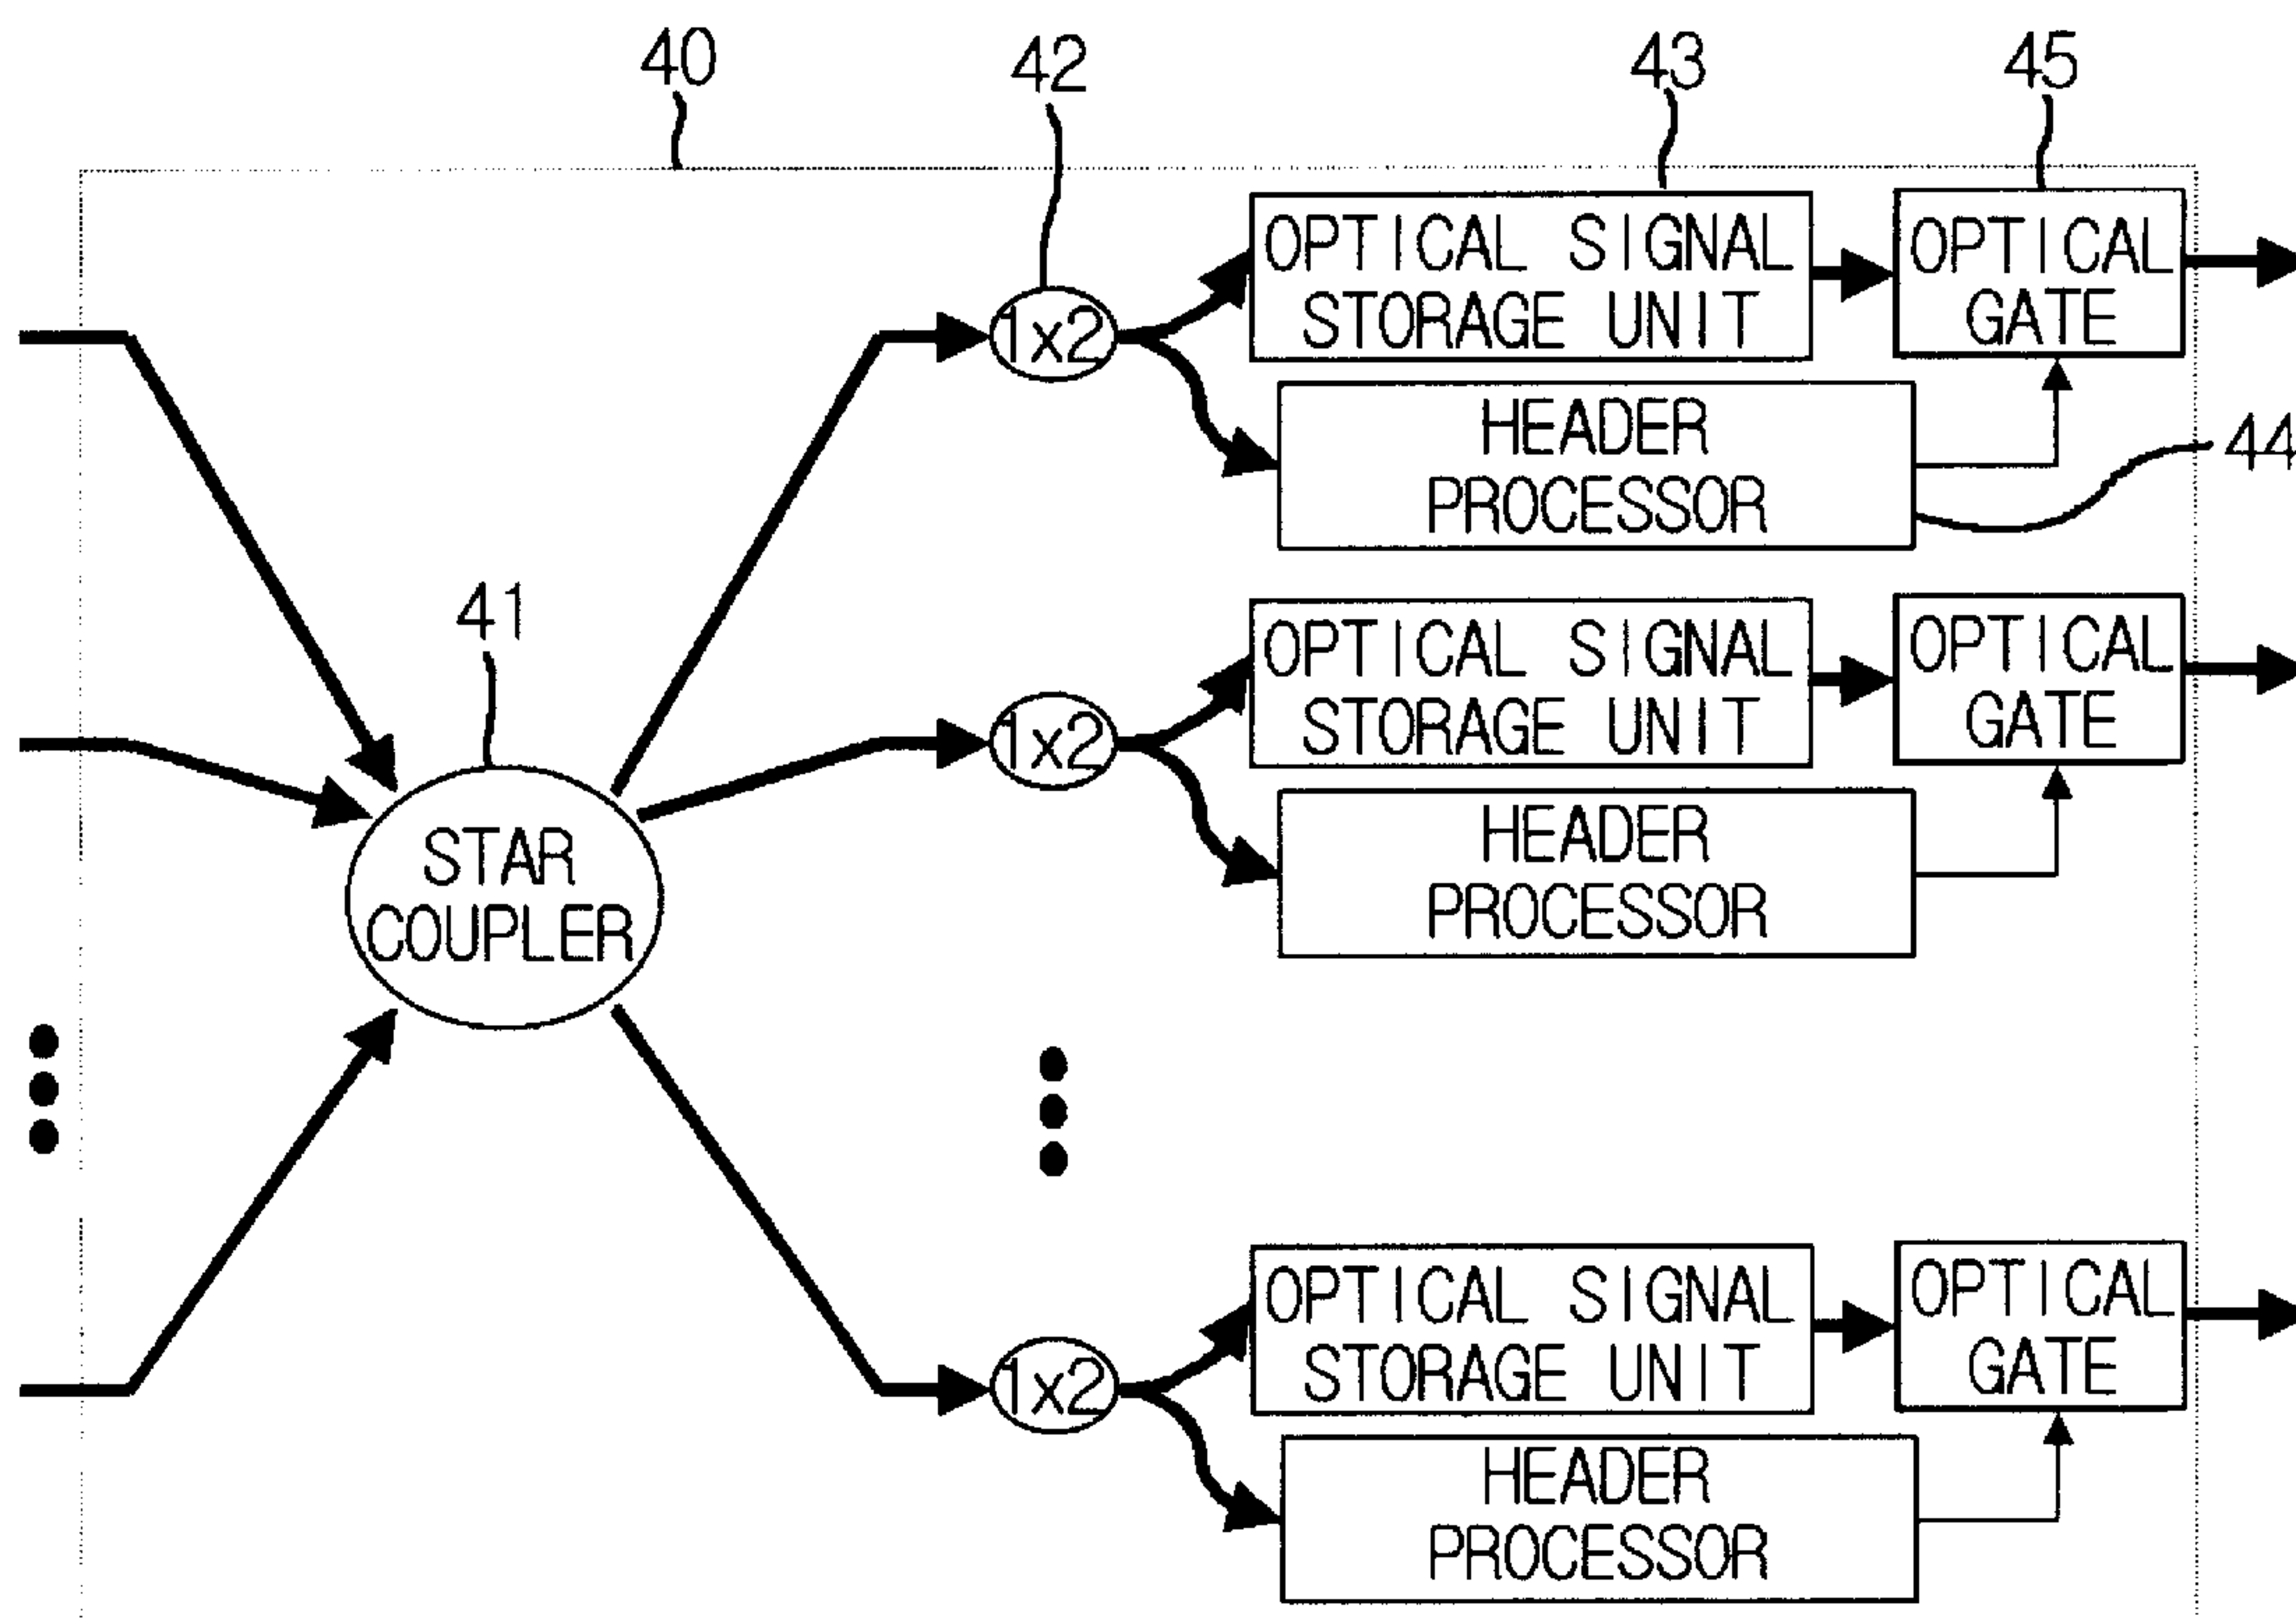 40
42
43
45
1x2
OPTICAL SIGNAL
STORAGE UNIT
OPTICAL
GATE
HEADER
PROCESSOR
44
41
STAR
COUPLER
1x2
OPTICAL SIGNAL
STORAGE UNIT
OPTICAL
GATE
HEADER
PROCESSOR
1x2
OPTICAL SIGNAL
STORAGE UNIT
OPTICAL
GATE
HEADER
PROCESSOR